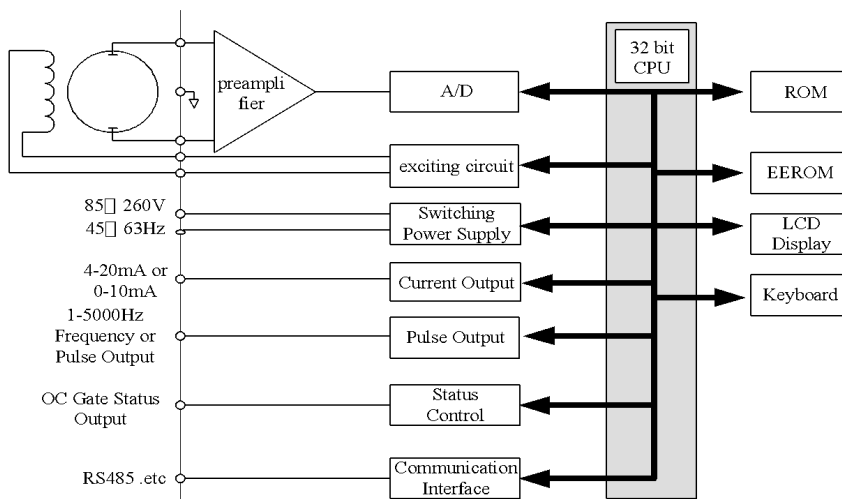 32 bit
CPU
preampli
fier
A/D
ROM
exciting circuit
EEROM
85□ 260V
45□ 63Hz
Switching
Power Supply
LCD
Display
4-20mA or
0-10mA
Current Output
Keyboard
1-5000Hz
Frequency or
Pulse Output
Pulse Output
OC Gate Status
Output
Status
Control
RS485 .etc
Communication
Interface